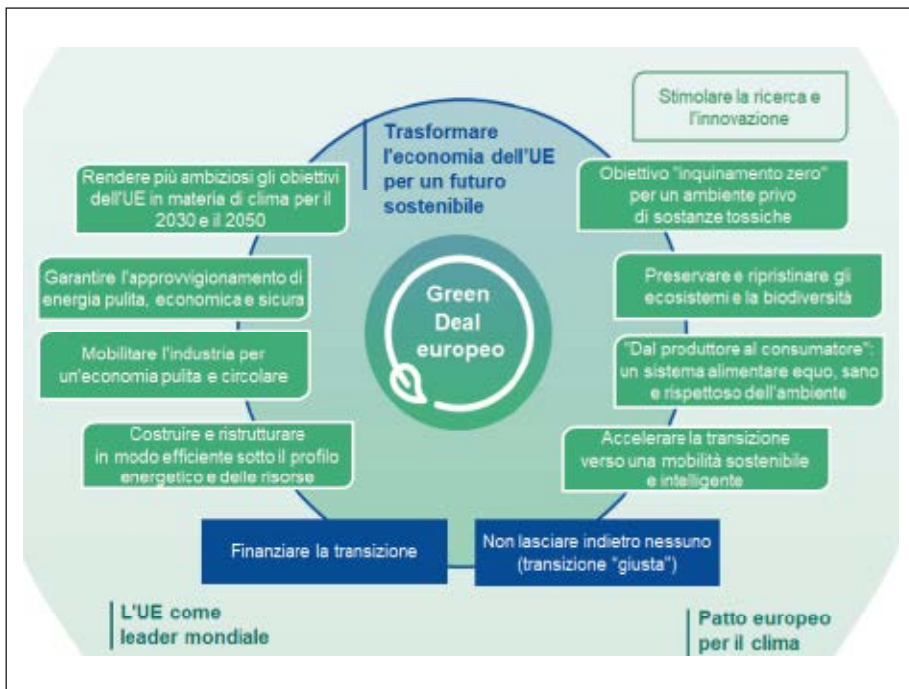 Stimolare la ricerca e
l'innovazione
Trasformare
l'economia dell'UE
per un futuro
sostenibile
Rendere più ambiziosi gli obiettivi
dell'UE in materia di clima per il
2030 e il 2050
Obiettivo "inquinamento zero"
per un ambiente privo
di sostanze tossiche
Garantire l'approvvigionamento di
energia pulita, economica e sicura
Preservare e ripristinare gli
ecosistemi e la biodiversità
Green
Deal
europeo
Mobilitare l'industria per
un'economia pulita e circolare
"Dal produttore al consumatore":
un sistema alimentare equo, sano
e rispettoso dell'ambiente
Costruire e ristrutturare
in modo efficiente sotto il profilo
energetico e delle risorse
Accelerare la transizione
verso una mobilità sostenibile
e intelligente
Finanziare la transizione
Non lasciare indietro nessuno
(transizione "giusta")
L'UE come
leader mondiale
Patto europeo
per il clima